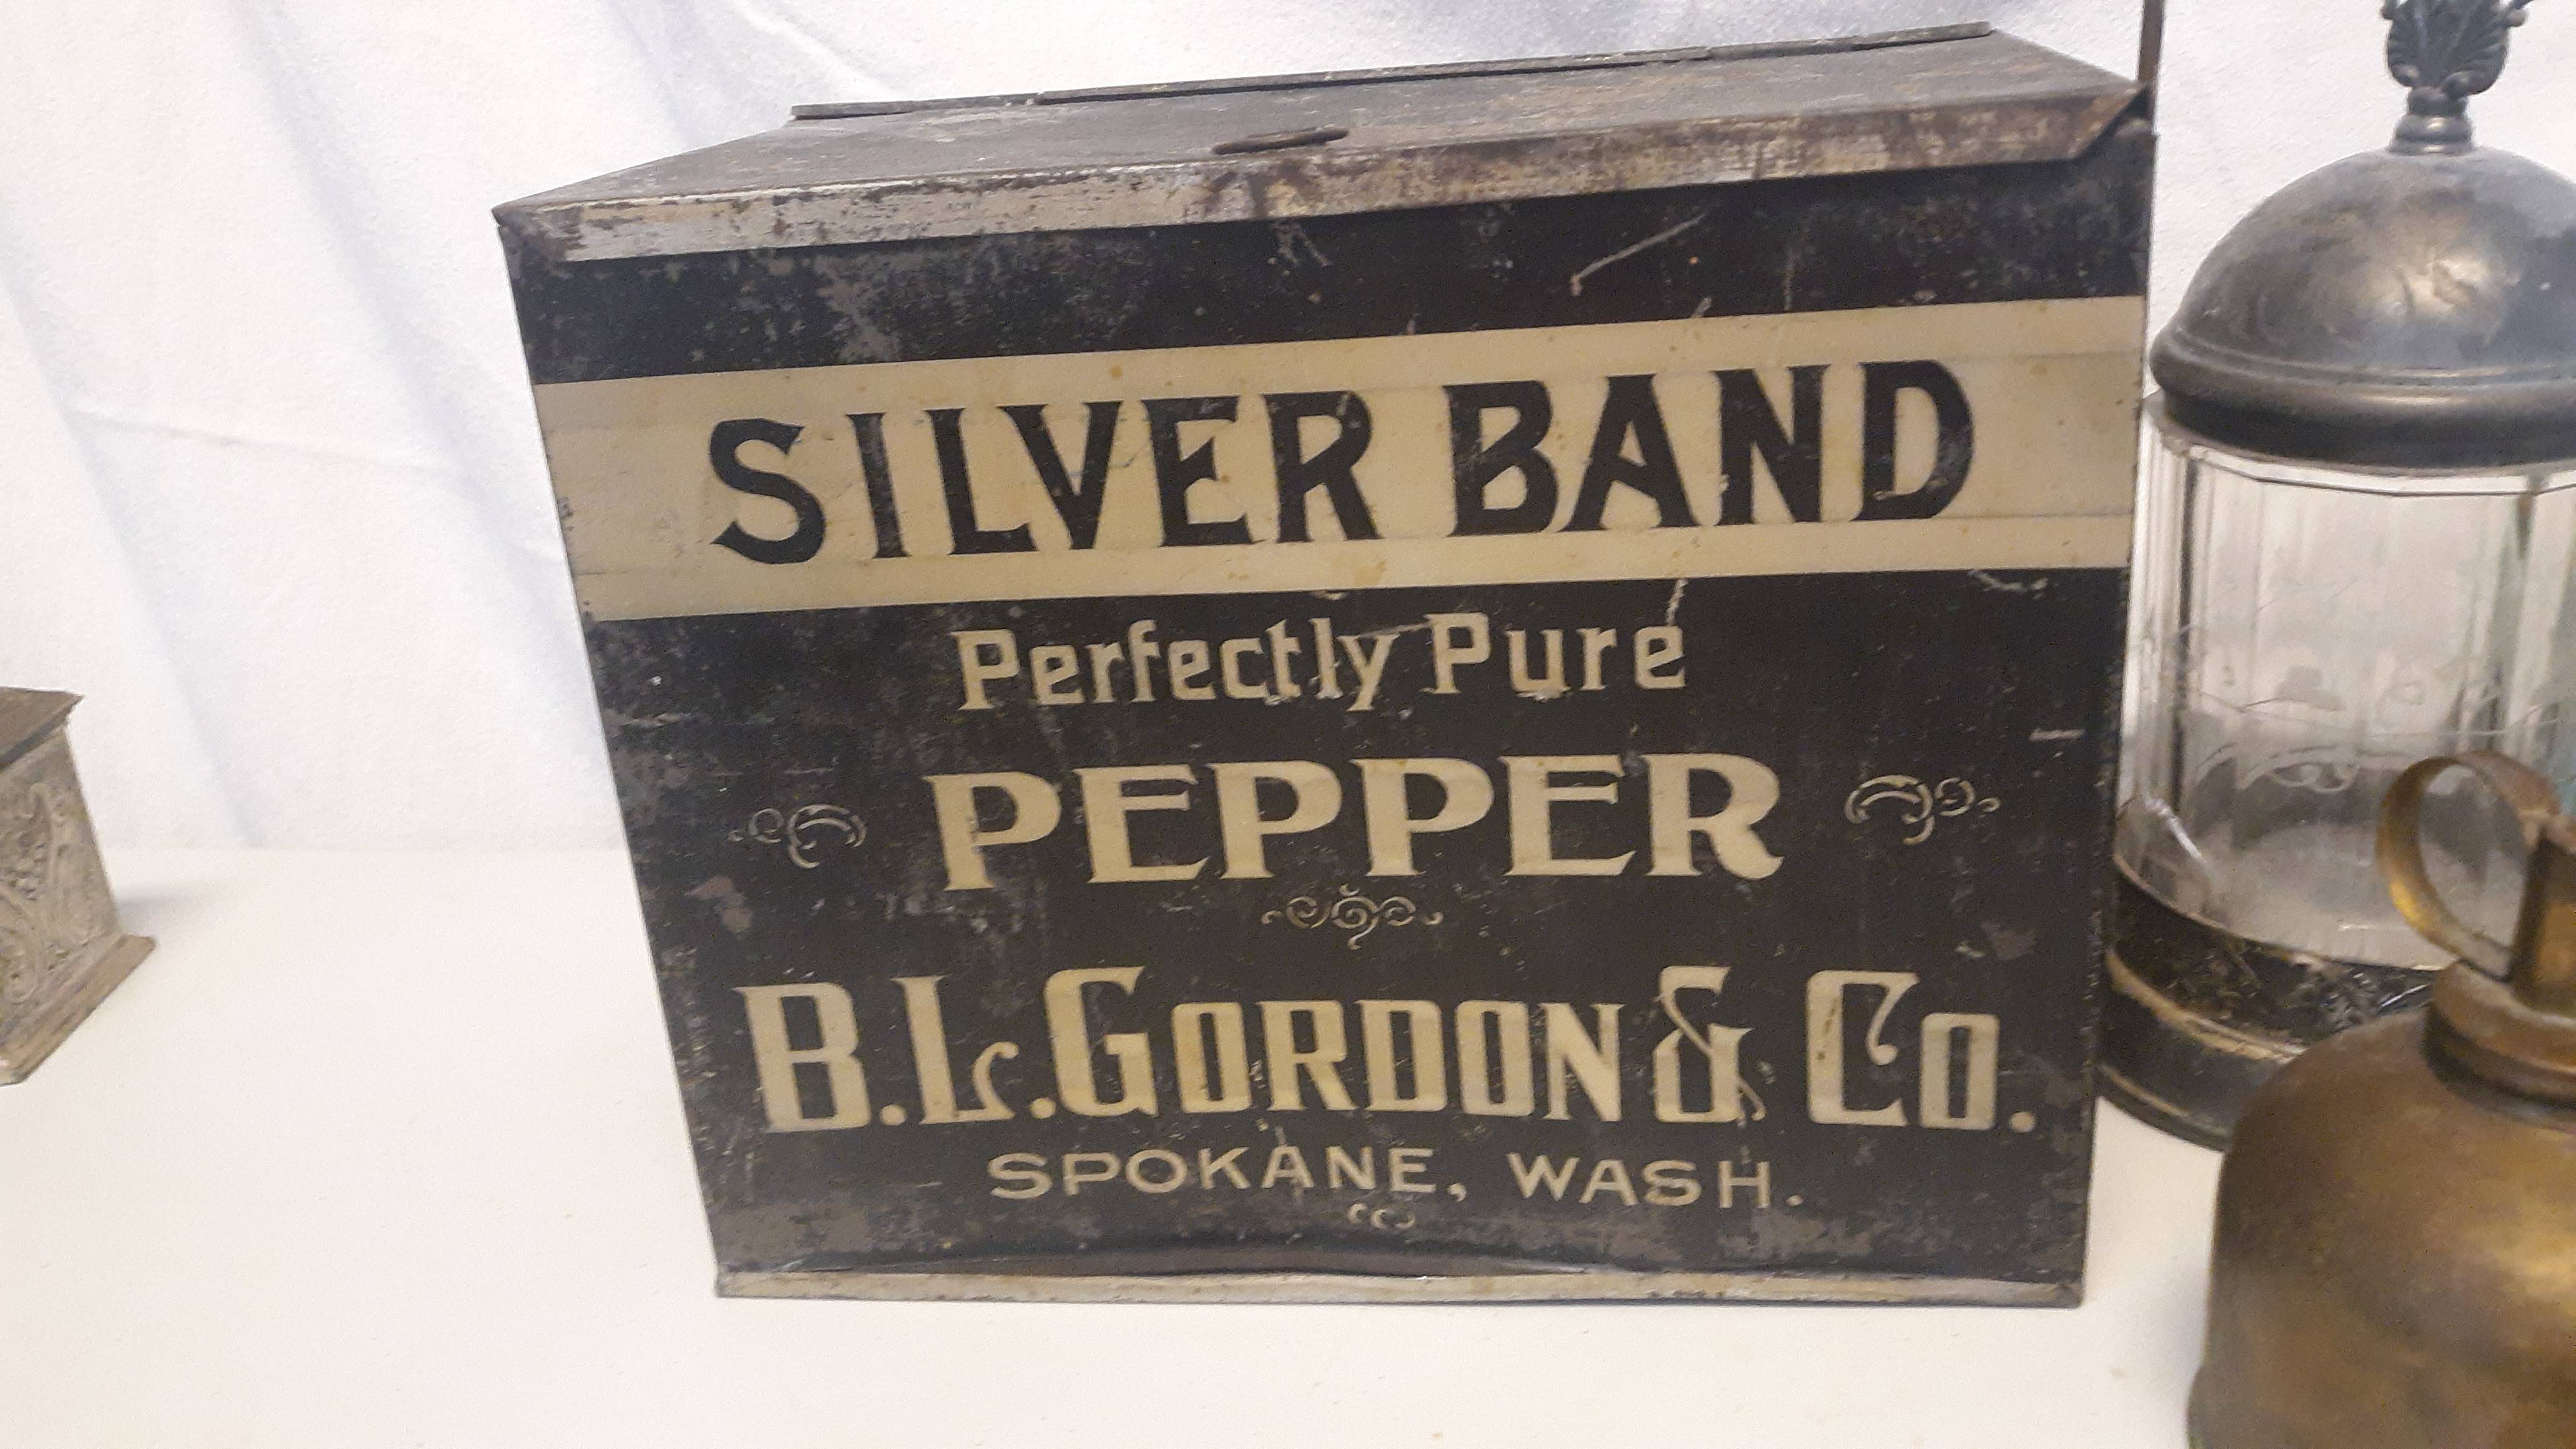 SILVER BAND
Perfectly Pure
PEPPER
B.L. GORDON & CO.
SPOKANE, WASH.